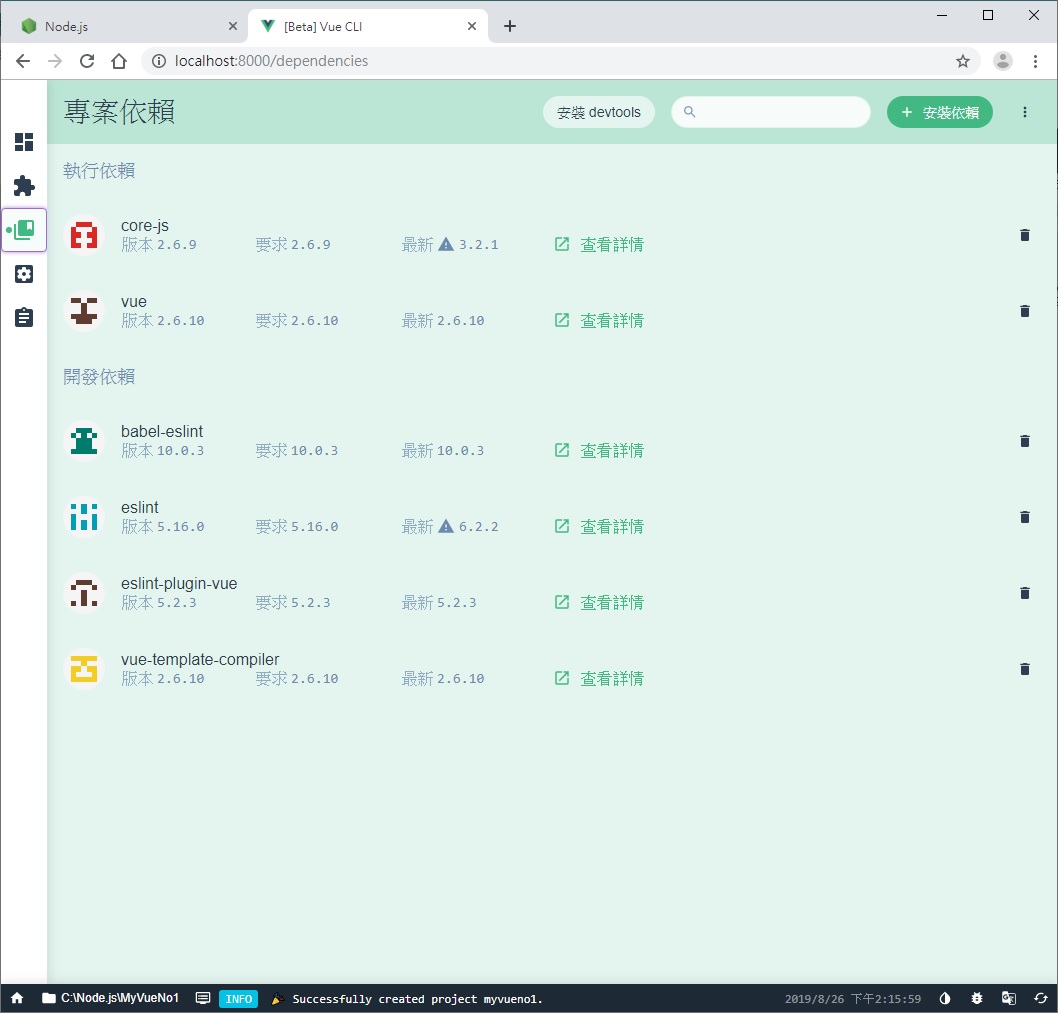 Node.js
[Beta] Vue CLI
localhost:8000/dependencies
專案依賴
安裝 devtools
安裝依賴
執行依賴
core-js
版本 2.6.9 要求 2.6.9 最新 3.2.1 查看詳情
vue
版本 2.6.10 要求 2.6.10 最新 2.6.10 查看詳情
開發依賴
babel-eslint
版本 10.0.3 要求 10.0.3 最新 10.0.3 查看詳情
eslint
版本 5.16.0 要求 5.16.0 最新 6.2.2 查看詳情
eslint-plugin-vue
版本 5.2.3 要求 5.2.3 最新 5.2.3 查看詳情
vue-template-compiler
版本 2.6.10 要求 2.6.10 最新 2.6.10 查看詳情
C:\Node.js\MyVueNo1 INFO Successfully created project myvueno1. 2019/8/26 下午2:15:59